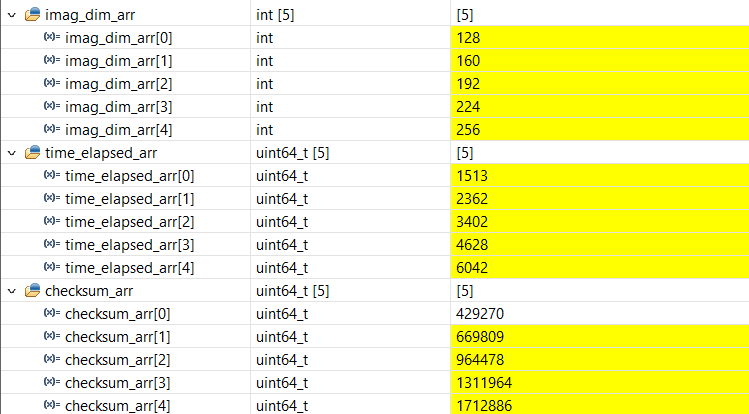 imag_dim_arr int [5] [5]
(x)= imag_dim_arr[0] int 128
(x)= imag_dim_arr[1] int 160
(x)= imag_dim_arr[2] int 192
(x)= imag_dim_arr[3] int 224
(x)= imag_dim_arr[4] int 256
time_elapsed_arr uint64_t [5] [5]
(x)= time_elapsed_arr[0] uint64_t 1513
(x)= time_elapsed_arr[1] uint64_t 2362
(x)= time_elapsed_arr[2] uint64_t 3402
(x)= time_elapsed_arr[3] uint64_t 4628
(x)= time_elapsed_arr[4] uint64_t 6042
checksum_arr uint64_t [5] [5]
(x)= checksum_arr[0] uint64_t 429270
(x)= checksum_arr[1] uint64_t 669809
(x)= checksum_arr[2] uint64_t 964478
(x)= checksum_arr[3] uint64_t 1311964
(x)= checksum_arr[4] uint64_t 1712886